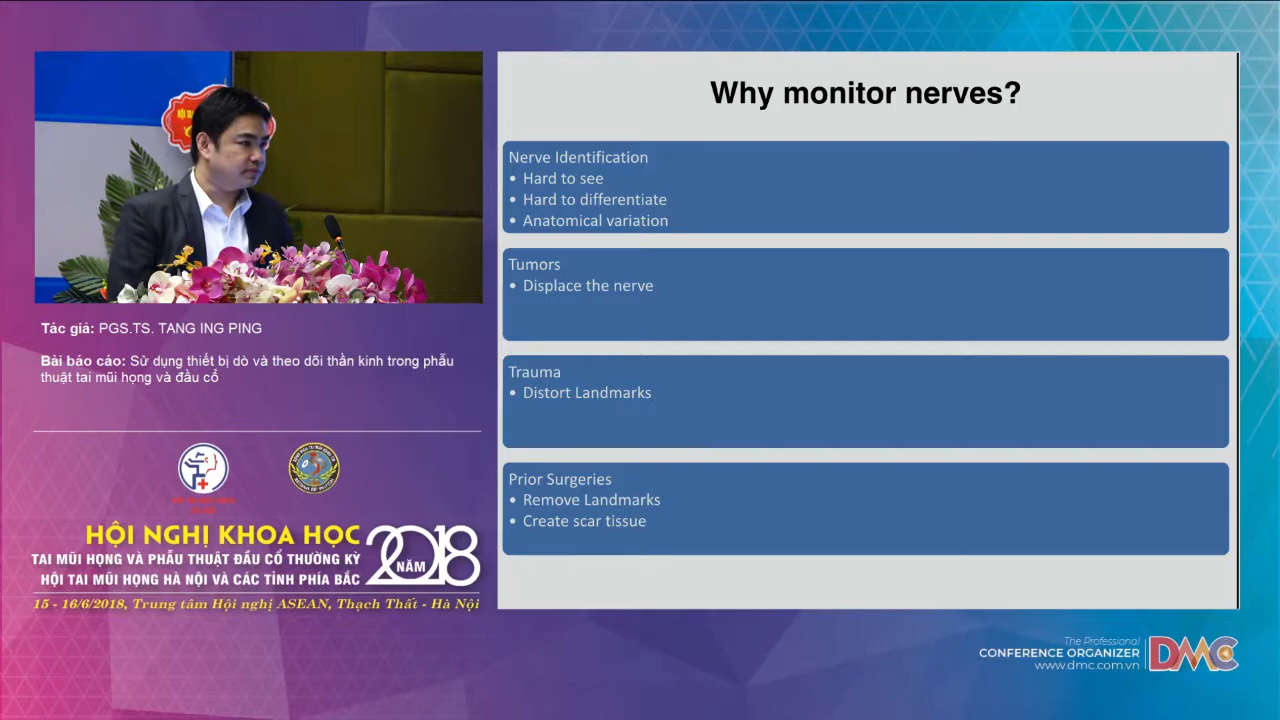 Tác giả: PGS.TS. TANG ING PING
Bài báo cáo: Sử dụng thiết bị dò và theo dõi thần kinh trong phẫu
thuật tai mũi họng và đầu cổ
HỘI NGHỊ KHOA HỌC
TAI MŨI HỌNG VÀ PHẪU THUẬT ĐẦU CỔ THƯỜNG KỲ
HỘI TAI MŨI HỌNG HÀ NỘI VÀ CÁC TỈNH PHÍA BẮC
NĂM 2018
15 - 16/6/2018, Trung tâm Hội nghị ASEAN, Thạch Thất - Hà Nội
Why monitor nerves?
Nerve Identification
• Hard to see
• Hard to differentiate
• Anatomical variation
Tumors
• Displace the nerve
Trauma
• Distort Landmarks
Prior Surgeries
• Remove Landmarks
• Create scar tissue
The Professional
CONFERENCE ORGANIZER
www.dmc.com.vn
DMC